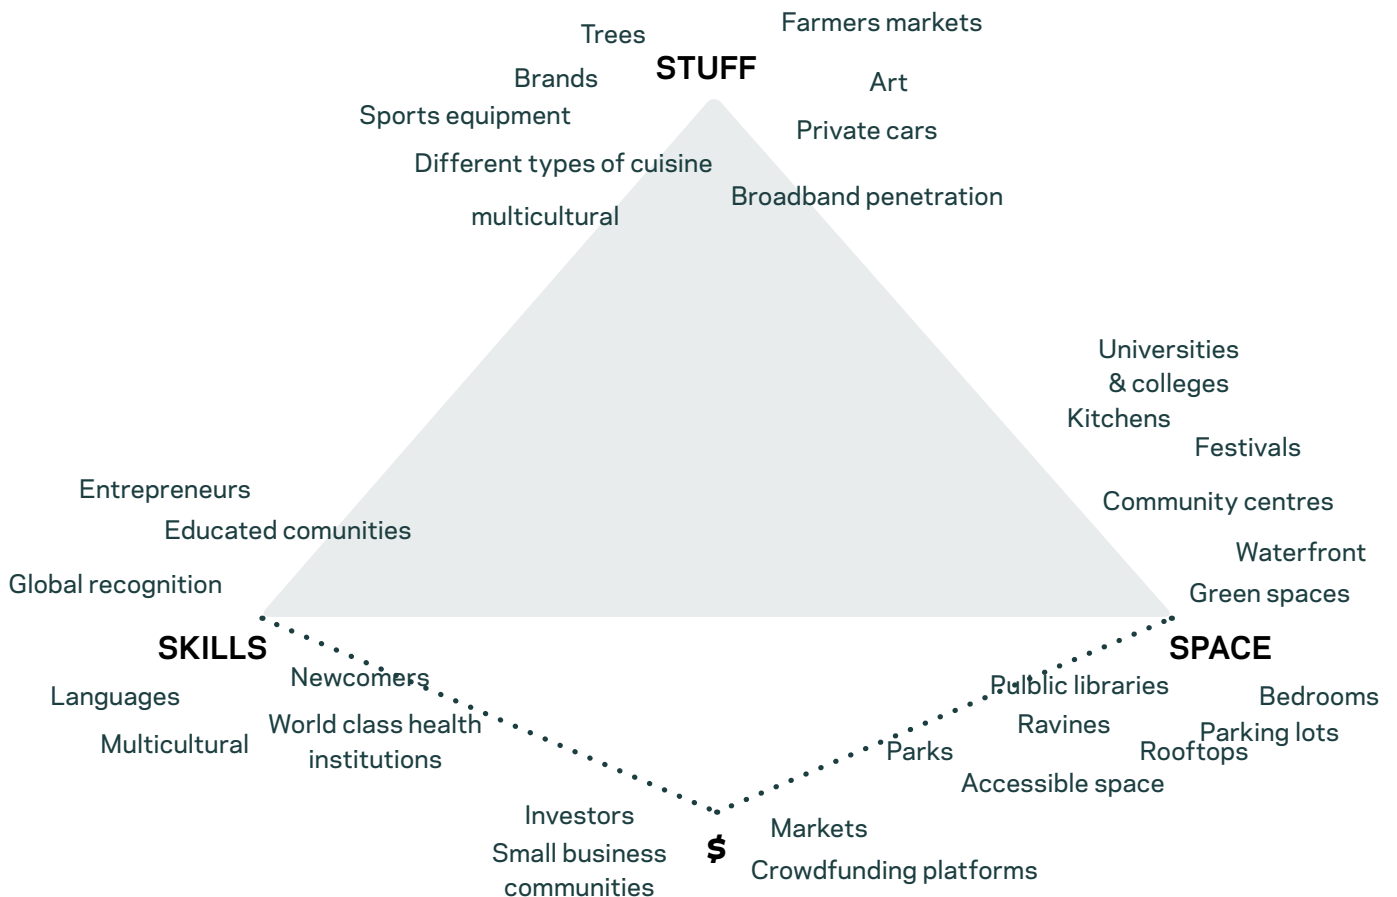 Farmers markets
Trees
STUFF
Brands
Art
Sports equipment
Private cars
Different types of cuisine
Broadband penetration
multicultural
Universities
& colleges
Kitchens
Festivals
Entrepreneurs
Community centres
Educated comunities
Waterfront
Global recognition
Green spaces
SKILLS
SPACE
Newcomers
Pulblic libraries
Languages
Bedrooms
World class health
institutions
Ravines
Parking lots
Multicultural
Parks
Rooftops
Accessible space
Investors
Markets
$
Small business
communities
Crowdfunding platforms